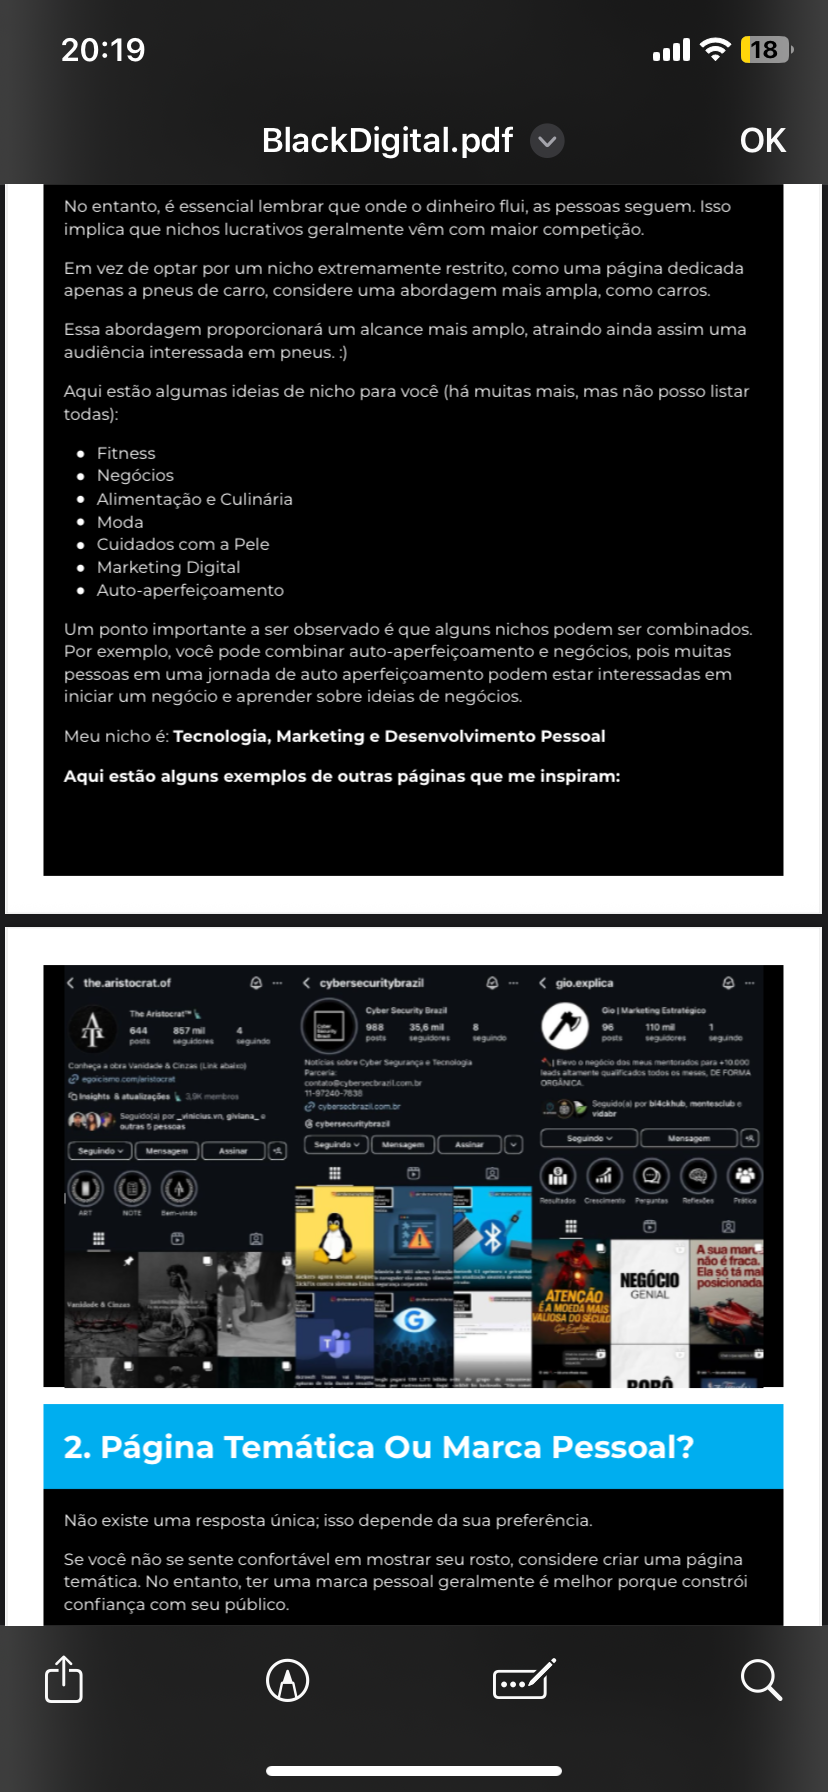 20:19
18
BlackDigital.pdf
OK
No entanto, é essencial lembrar que onde o dinheiro flui, as pessoas seguem. Isso
implica que nichos lucrativos geralmente vêm com maior competição.
Em vez de optar por um nicho extremamente restrito, como uma página dedicada
apenas a pneus de carro, considere uma abordagem mais ampla, como carros.
Essa abordagem proporcionará um alcance mais amplo, atraindo ainda assim uma
audiência interessada em pneus. :)
Aqui estão algumas ideias de nicho para você (há muitas mais, mas não posso listar
todas):
• Fitness
• Negócios
• Alimentação e Culinária
• Moda
• Cuidados com a Pele
• Marketing Digital
• Auto-aperfeiçoamento
Um ponto importante a ser observado é que alguns nichos podem ser combinados.
Por exemplo, você pode combinar auto-aperfeiçoamento e negócios, pois muitas
pessoas em uma jornada de auto aperfeiçoamento podem estar interessadas em
iniciar um negócio e aprender sobre ideias de negócios.
Meu nicho é: Tecnologia, Marketing e Desenvolvimento Pessoal
Aqui estão alguns exemplos de outras páginas que me inspiram:
the.aristocrat.of
The Aristocrat™
644 857 mil 4
posts seguidores seguindo
Conheça a obra Vanidade & Cinzas (Link abaixo)
egoicismo.com/aristocrat
Insights & atualizações 3,9K membros
Seguido(a) por _vinicius.vn, giviana_ e
outras 5 pessoas
Seguindo Mensagem Assinar
ART NOTE Bem-vindo
Vanidade & Cinzas
cybersecuritybrazil
Cyber Security Brazil
988 35,6 mil 8
posts seguidores seguindo
Cyber
Security
Brazil
Notícias sobre Cyber Segurança e Tecnologia
Parceria:
contato@cybersecbrazil.com.br
11-97240-7838
cybersecbrazil.com.br
cybersecuritybrazil
Seguindo Mensagem Assinar
gio.explica
Gio | Marketing Estratégico
96 110 mil 1
posts seguidores seguindo
| Elevo o negócio dos meus mentorados para +10.000
leads altamente qualificados todos os meses, DE FORMA
ORGÂNICA.
Seguido(a) por bl4ckhub, mentesclub e
vidabr
Seguindo Mensagem
Resultados Crescimento Perguntas Reflexões Prática
ATENÇÃO
É A MOEDA MAIS
VALIOSA DO SÉCULO
Gio Explica
NEGÓCIO
GENIAL
A sua marca
não é fraca.
Ela só tá mal
posicionada.
ROBÔ
2. Página Temática Ou Marca Pessoal?
Não existe uma resposta única; isso depende da sua preferência.
Se você não se sente confortável em mostrar seu rosto, considere criar uma página
temática. No entanto, ter uma marca pessoal geralmente é melhor porque constrói
confiança com seu público.